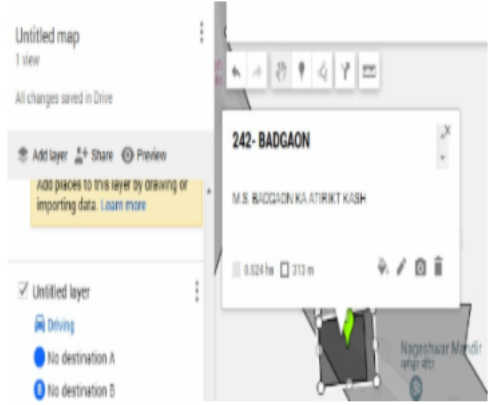 Untitled map
1 view
All changes saved in Drive
Add layer Share Preview
Add places to this layer by drawing or
importing data. Learn more
Untitled layer
Driving
No destination A
No destination B
242- BADGAON
M.S. BADGAON KA ATIRIKT KASH
0.624 ha 313 m
Nageshwar Mandir